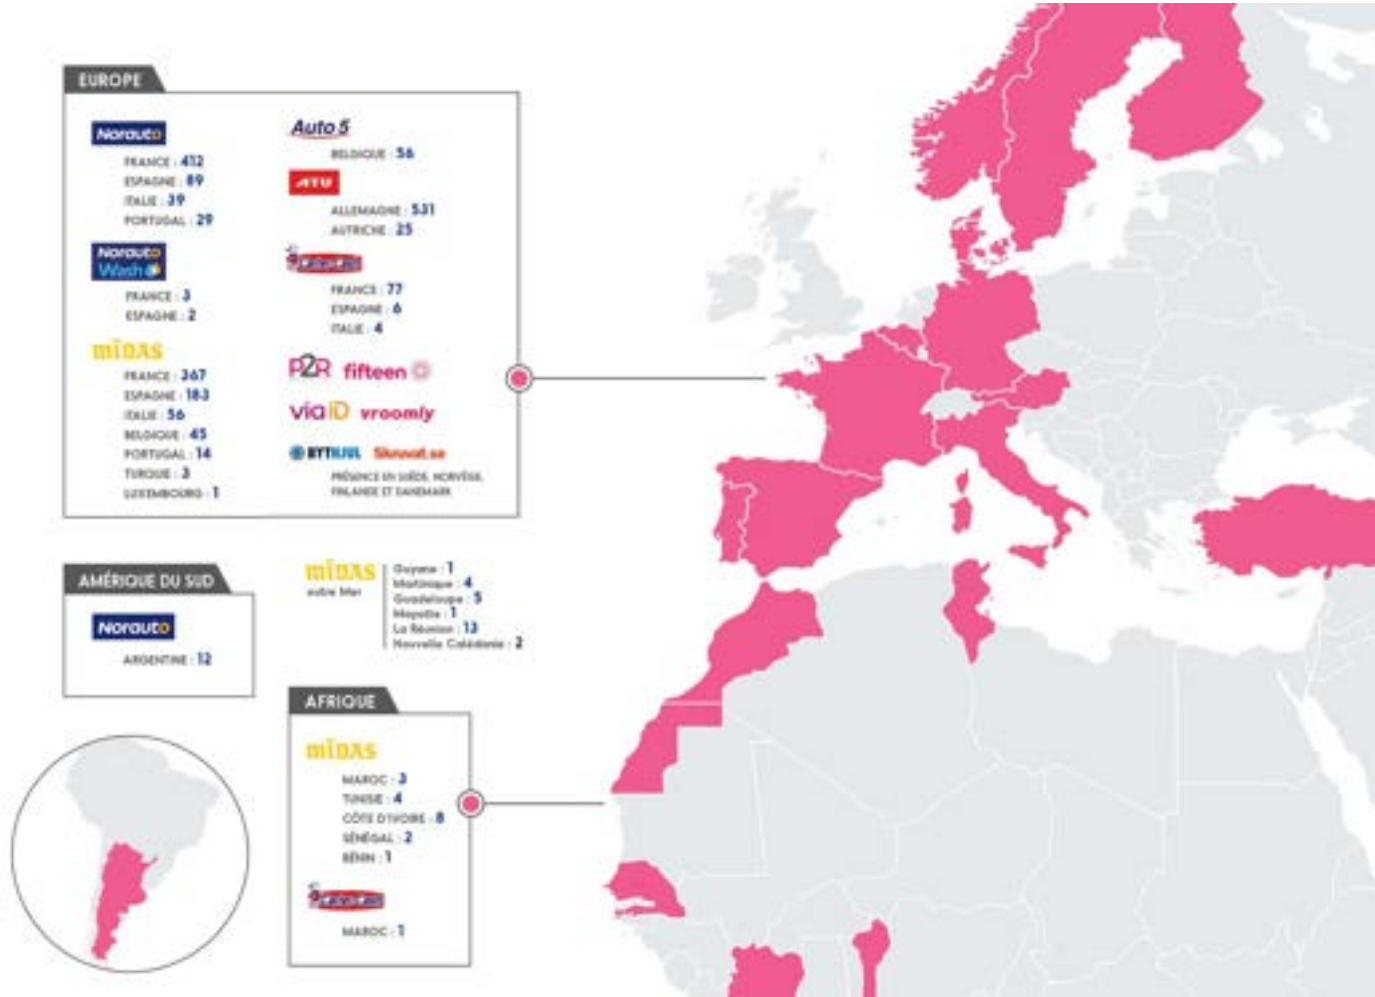 EUROPE
Norauto
FRANCE : 412
ESPAGNE : 89
ITALIE : 39
PORTUGAL : 29
Norauto
Wash
FRANCE : 3
ESPAGNE : 2
MIDAS
FRANCE : 367
ESPAGNE : 183
ITALIE : 56
BELGIQUE : 45
PORTUGAL : 14
TURQUIE : 3
LUXEMBOURG : 1
Auto 5
BELGIQUE : 56
ATU
ALLEMAGNE : 531
AUTRICHE : 25
FRANCE : 77
ESPAGNE : 6
ITALIE : 4
P2R fifteen
via iD vroomly
BYTHJUL Skruvat.se
PRÉSENCE EN SUÈDE, NORVÈGE,
FINLANDE ET DANEMARK
AMÉRIQUE DU SUD
Norauto
ARGENTINE : 12
MIDAS
outre Mer
Guyane : 1
Martinique : 4
Guadeloupe : 5
Mayotte : 1
La Réunion : 13
Nouvelle Calédonie : 2
AFRIQUE
MIDAS
MAROC : 3
TUNISIE : 4
CÔTE D'IVOIRE : 8
SÉNÉGAL : 2
BÉNIN : 1
MAROC : 1